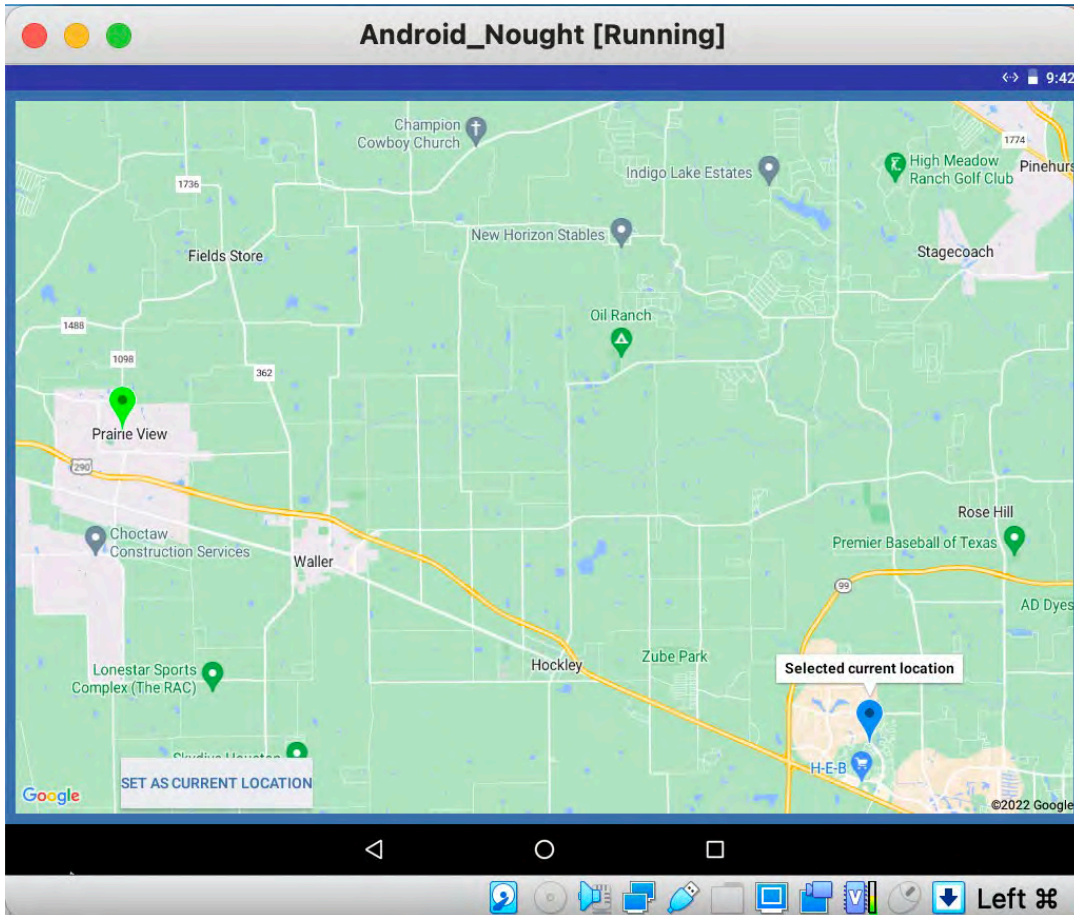 Android_Nought [Running]
9:42
Champion
Cowboy Church
1774
High Meadow
Ranch Golf Club
Pinehurs
Indigo Lake Estates
1736
New Horizon Stables
Fields Store
Stagecoach
Oil Ranch
1488
1098
362
Prairie View
290
Rose Hill
Choctaw
Construction Services
Premier Baseball of Texas
Waller
99
AD Dyes
Lonestar Sports
Complex (The RAC)
Hockley
Zube Park
Selected current location
Skydive Houston
SET AS CURRENT LOCATION
H-E-B
Google
©2022 Google
V
Left ⌘